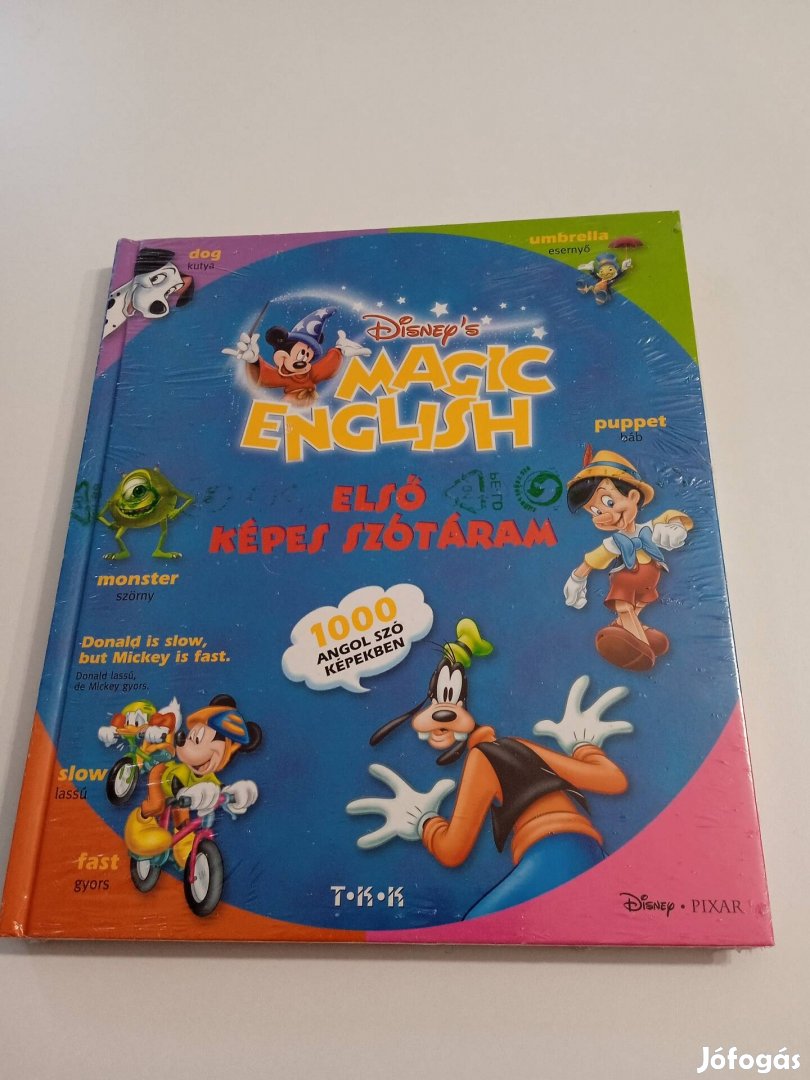 dog
kutya
umbrella
esernyő
Disney's
MAGIC
ENGLISH
puppet
báb
ELSŐ
KÉPES SZÓTÁRAM
monster
szörny
1000
ANGOL SZÓ
KÉPEKBEN
Donald is slow,
but Mickey is fast.
Donald lassú,
de Mickey gyors.
slow
lassú
fast
gyors
T•K•K
Disney • PIXAR
Jófogás